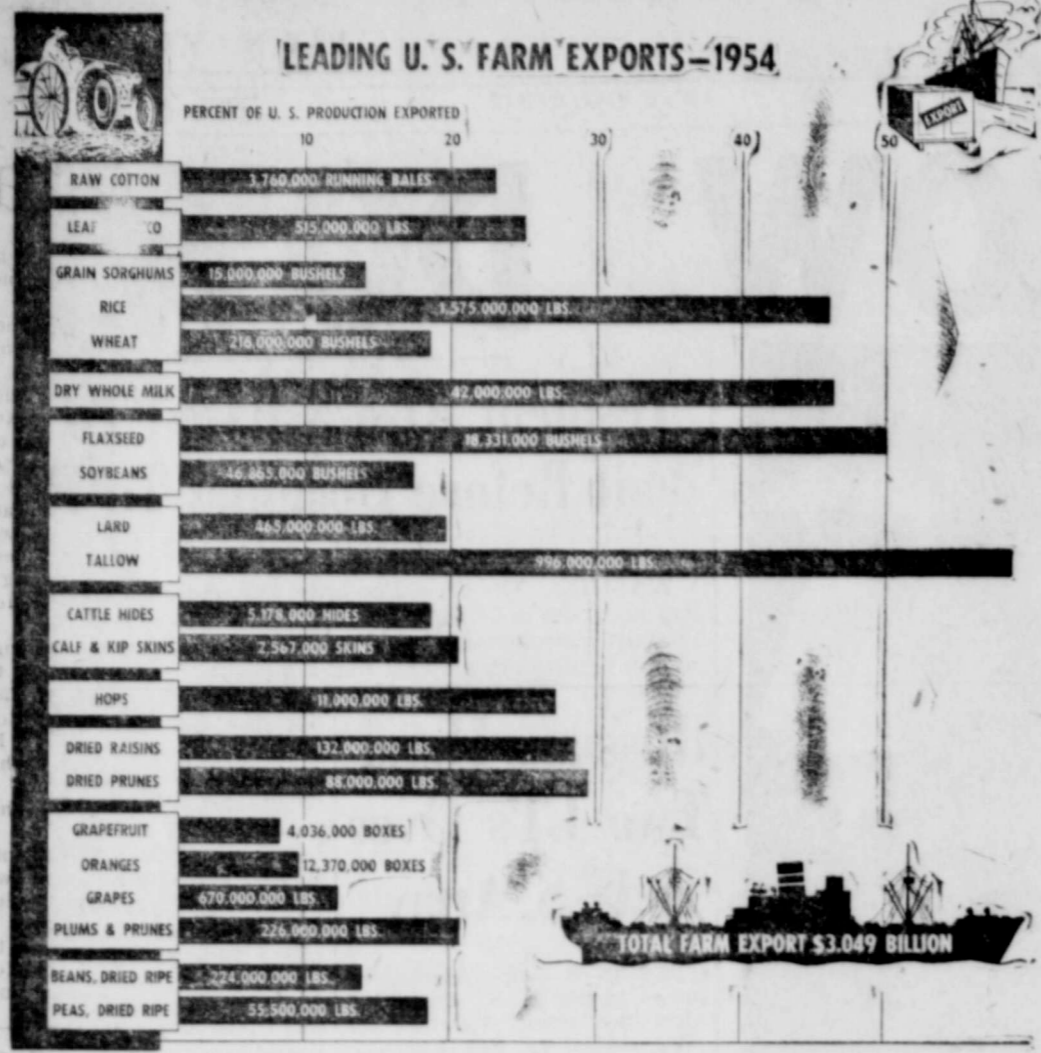 LEADING U. S. FARM EXPORTS—1954
EXPORT
PERCENT OF U. S. PRODUCTION EXPORTED
10 20 30 40 50
RAW COTTON 3,760,000 RUNNING BALES
LEAF CO 515,000,000 LBS.
GRAIN SORGHUMS 15,000,000 BUSHELS
RICE 1,575,000,000 LBS.
WHEAT 216,000,000 BUSHELS
DRY WHOLE MILK 42,000,000 LBS.
FLAXSEED 18,331,000 BUSHELS
SOYBEANS 46,865,000 BUSHELS
LARD 465,000,000 LBS.
TALLOW 996,000,000 LBS.
CATTLE HIDES 5,178,000 HIDES
CALF & KIP SKINS 2,567,000 SKINS
HOPS 11,000,000 LBS.
DRIED RAISINS 132,000,000 LBS.
DRIED PRUNES 88,000,000 LBS.
GRAPEFRUIT 4,036,000 BOXES
ORANGES 12,370,000 BOXES
GRAPES 670,000,000 LBS.
PLUMS & PRUNES 226,000,000 LBS.
TOTAL FARM EXPORT $3.049 BILLION
BEANS, DRIED RIPE 224,000,000 LBS.
PEAS, DRIED RIPE 55,500,000 LBS.